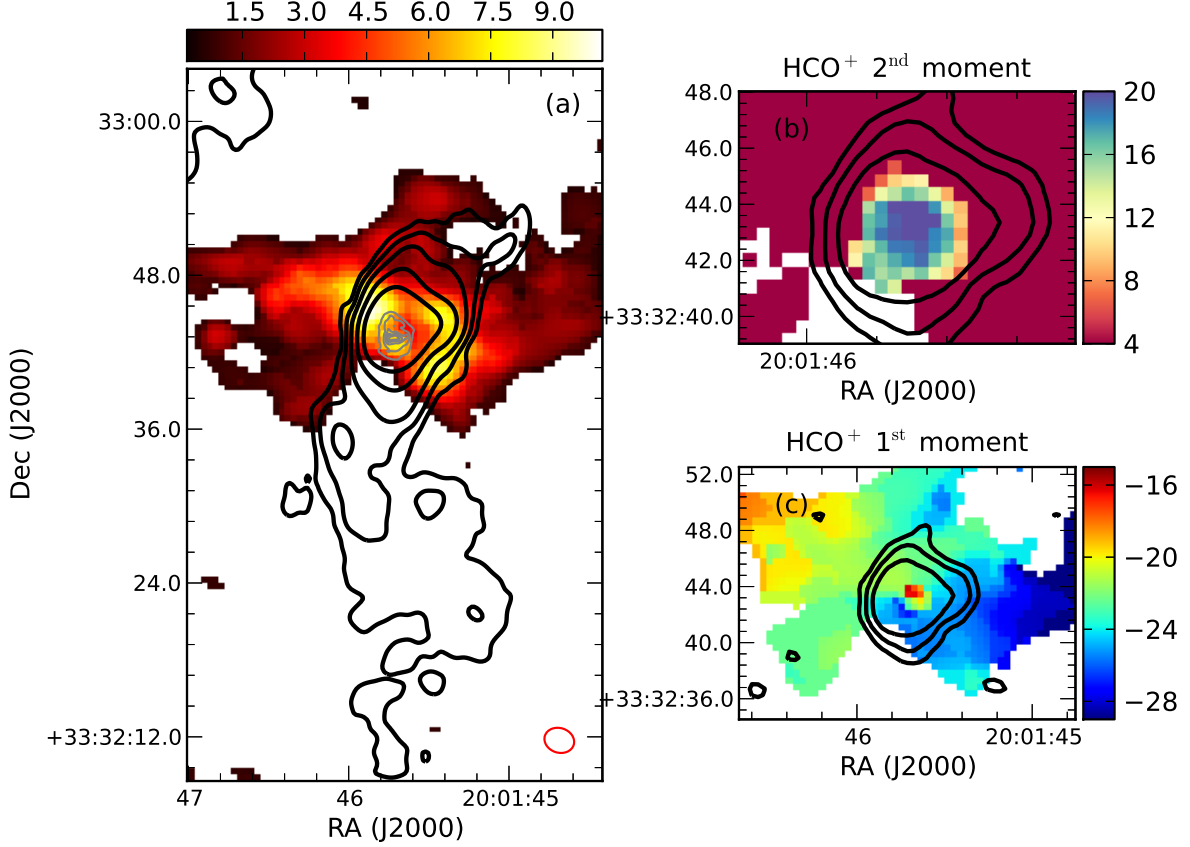 1.5 3.0 4.5 6.0 7.5 9.0
(a)
33:00.0
48.0
36.0
24.0
+33:32:12.0
Dec (J2000)
47 46 20:01:45
RA (J2000)
HCO+ 2nd moment
(b)
48.0
46.0
44.0
42.0
+33:32:40.0
20:01:46
RA (J2000)
20
16
12
8
4
HCO+ 1st moment
(c)
52.0
48.0
44.0
40.0
+33:32:36.0
46 20:01:45
RA (J2000)
−16
−20
−24
−28